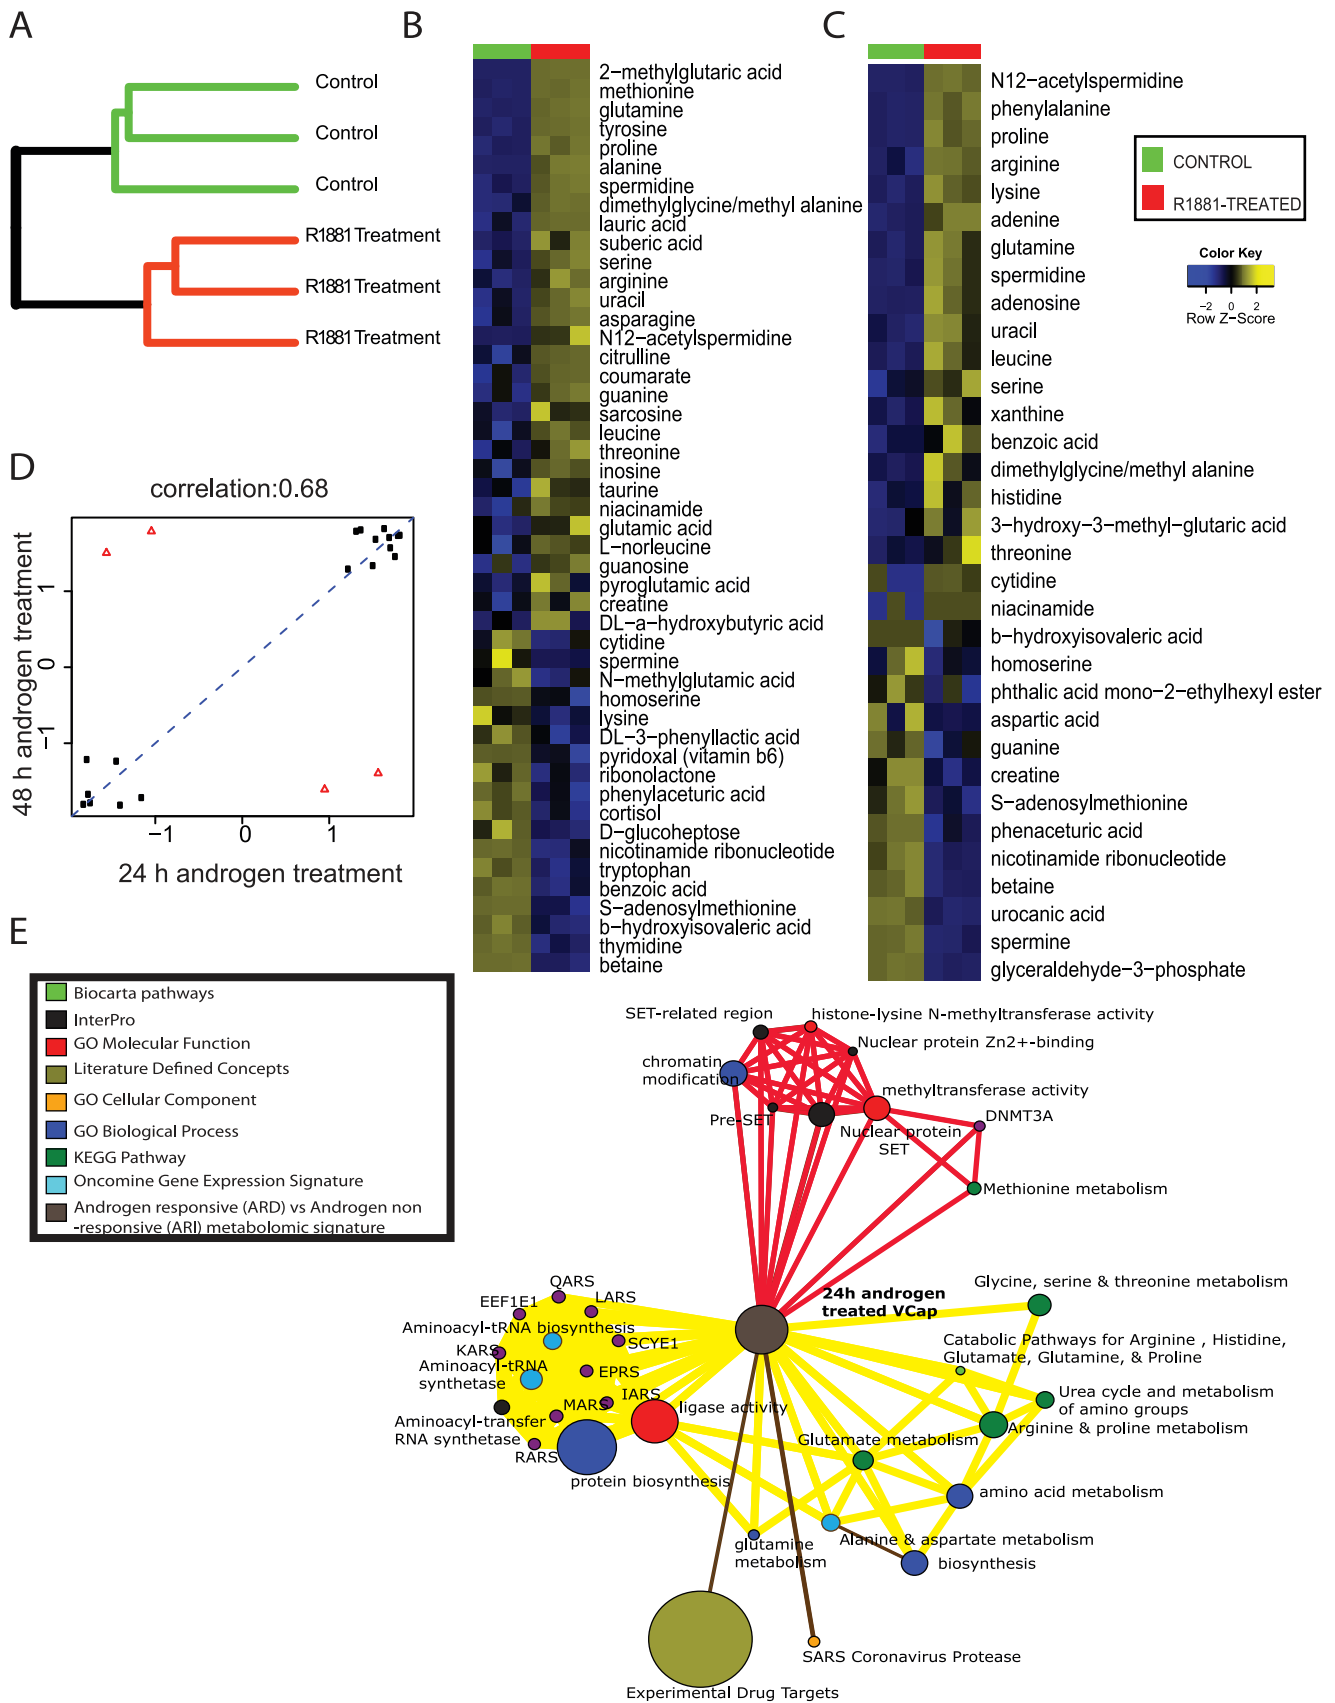 A
Control
Control
Control
R1881 Treatment
R1881 Treatment
R1881 Treatment
B
2−methylglutaric acid
methionine
glutamine
tyrosine
proline
alanine
spermidine
dimethylglycine/methyl alanine
lauric acid
suberic acid
serine
arginine
uracil
asparagine
N12−acetylspermidine
citrulline
coumarate
guanine
sarcosine
leucine
threonine
inosine
taurine
niacinamide
glutamic acid
L−norleucine
guanosine
pyroglutamic acid
creatine
DL−a−hydroxybutyric acid
cytidine
spermine
N−methylglutamic acid
homoserine
lysine
DL−3−phenyllactic acid
pyridoxal (vitamin b6)
ribonolactone
phenylaceturic acid
cortisol
D−glucoheptose
nicotinamide ribonucleotide
tryptophan
benzoic acid
S−adenosylmethionine
b−hydroxyisovaleric acid
thymidine
betaine
C
N12−acetylspermidine
phenylalanine
proline
arginine
lysine
adenine
glutamine
spermidine
adenosine
uracil
leucine
serine
xanthine
benzoic acid
dimethylglycine/methyl alanine
histidine
3−hydroxy−3−methyl−glutaric acid
threonine
cytidine
niacinamide
b−hydroxyisovaleric acid
homoserine
phthalic acid mono−2−ethylhexyl ester
aspartic acid
guanine
creatine
S−adenosylmethionine
phenaceturic acid
nicotinamide ribonucleotide
betaine
urocanic acid
spermine
glyceraldehyde−3−phosphate
CONTROL
R1881-TREATED
Color Key
−2 0 2
Row Z−Score
D
correlation:0.68
48 h androgen treatment
1
0
−1
−1 0 1
24 h androgen treatment
E
Biocarta pathways
InterPro
GO Molecular Function
Literature Defined Concepts
GO Cellular Component
GO Biological Process
KEGG Pathway
Oncomine Gene Expression Signature
Androgen responsive (ARD) vs Androgen non
-responsive (ARI) metabolomic signature
SET-related region
histone-lysine N-methyltransferase activity
Nuclear protein Zn2+-binding
chromatin
modification
methyltransferase activity
Pre-SET
Nuclear protein
SET
DNMT3A
Methionine metabolism
24h androgen
treated VCap
Glycine, serine & threonine metabolism
Catabolic Pathways for Arginine , Histidine,
Glutamate, Glutamine, & Proline
Urea cycle and metabolism
of amino groups
Arginine & proline metabolism
Glutamate metabolism
amino acid metabolism
Alanine & aspartate metabolism
biosynthesis
glutamine
metabolism
QARS
EEF1E1
LARS
Aminoacyl-tRNA biosynthesis
SCYE1
KARS
Aminoacyl-tRNA
synthetase
EPRS
IARS
MARS
ligase activity
Aminoacyl-transfer
RNA synthetase
RARS
protein biosynthesis
SARS Coronavirus Protease
Experimental Drug Targets